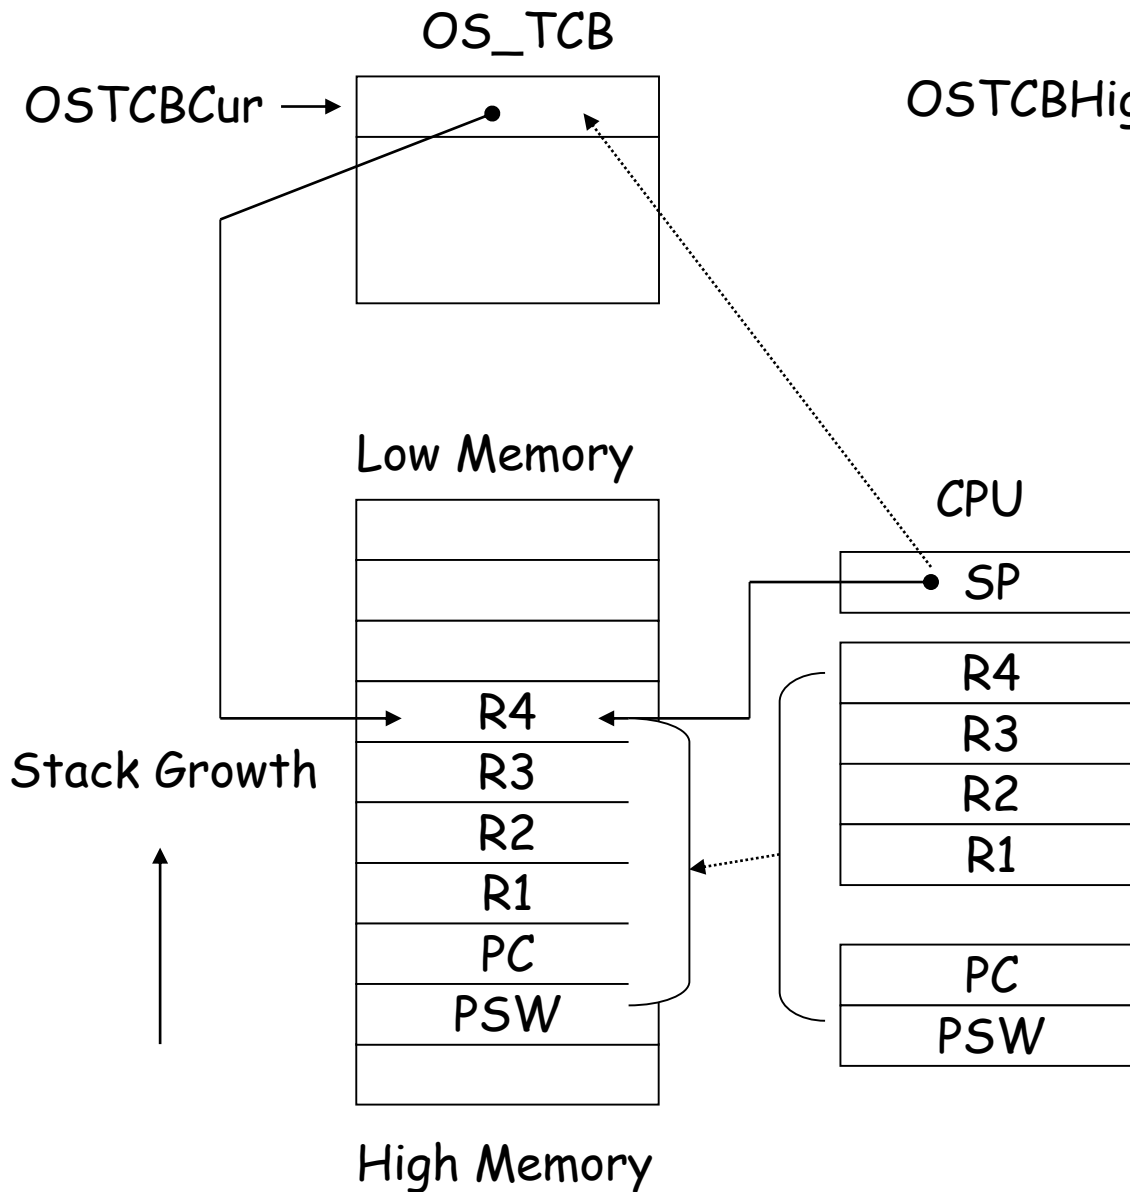 OS_TCB
OSTCBCur
Low Memory
R4
R3
R2
R1
PC
PSW
High Memory
Stack Growth
CPU
SP
R4
R3
R2
R1
PC
PSW